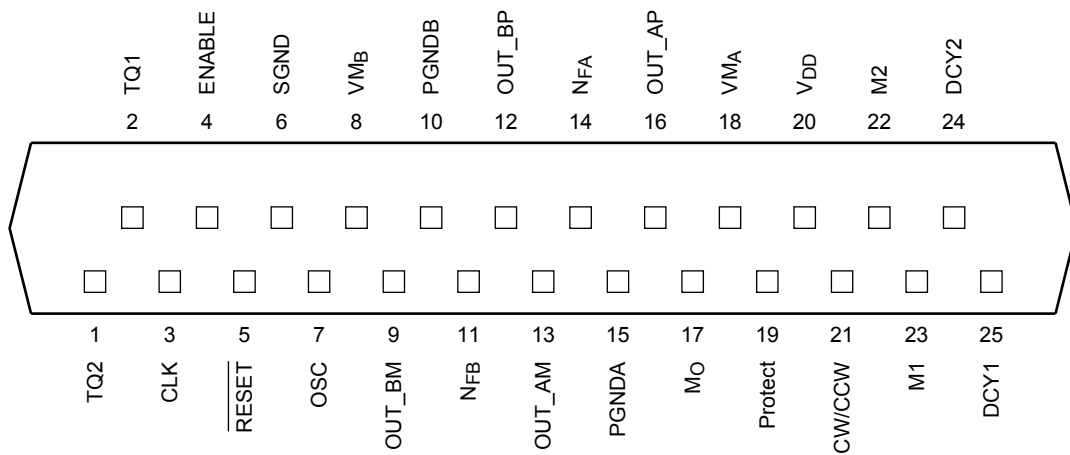 TQ1 ENABLE SGND VMB PGNDB OUT_BP NFA OUT_AP VMA VDD M2 DCY2
2 4 6 8 10 12 14 16 18 20 22 24
1 3 5 7 9 11 13 15 17 19 21 23 25
TQ2 CLK RESET OSC OUT_BM NFB OUT_AM PGNDA MO Protect CW/CCW M1 DCY1